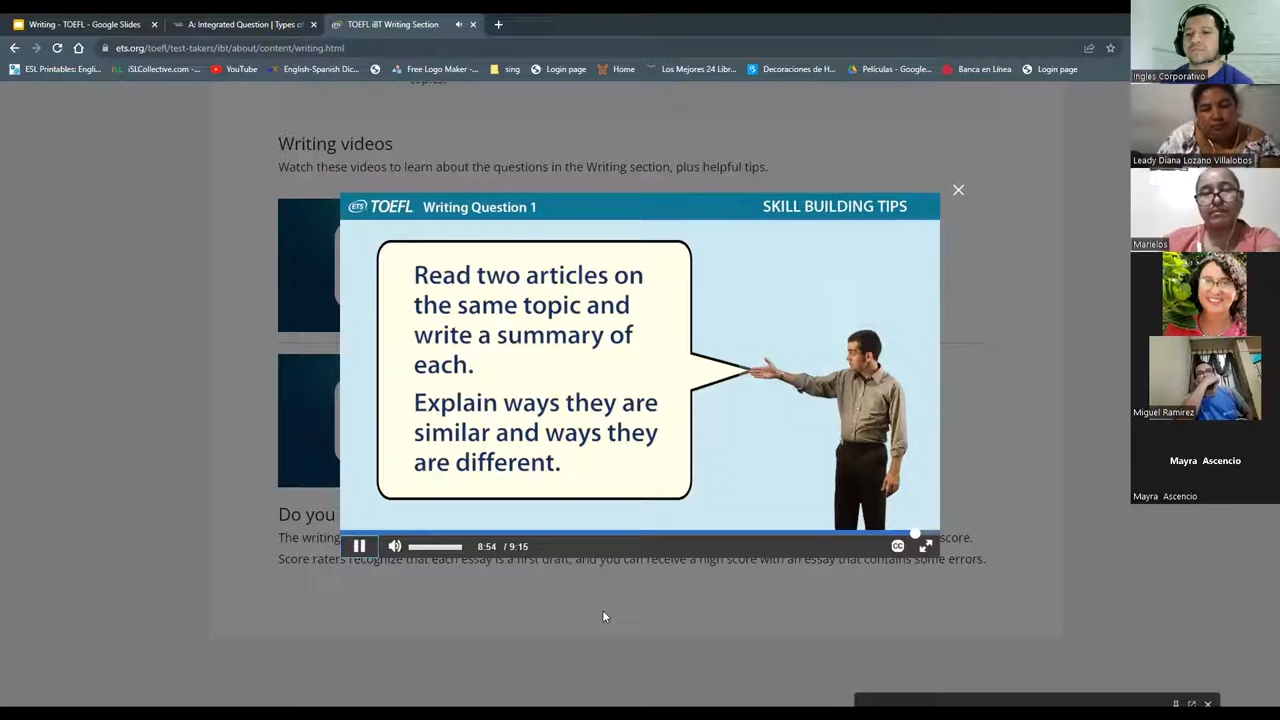 Writing - TOEFL - Google Slides
A: Integrated Question | Types of
TOEFL iBT Writing Section
ets.org/toefl/test-takers/ibt/about/content/writing.html
ESL Printables: Engli...
iSLCollective.com -...
YouTube
English-Spanish Dic...
Free Logo Maker -...
sing
Login page
Home
Los Mejores 24 Libr...
Decoraciones de H...
Películas - Google...
Banca en Línea
Login page
topics.
Writing videos
Watch these videos to learn about the questions in the Writing section, plus helpful tips.
ETS TOEFL Writing Question 1
SKILL BUILDING TIPS
Read two articles on
the same topic and
write a summary of
each.
Explain ways they are
similar and ways they
are different.
8:54 / 9:15
CC
Do you
The writing
score.
Score raters recognize that each essay is a first draft, and you can receive a high score with an essay that contains some errors.
Ingles Corporativo
Leady Diana Lozano Villalobos
Marielos
Miguel Ramirez
Mayra Ascencio
Mayra Ascencio